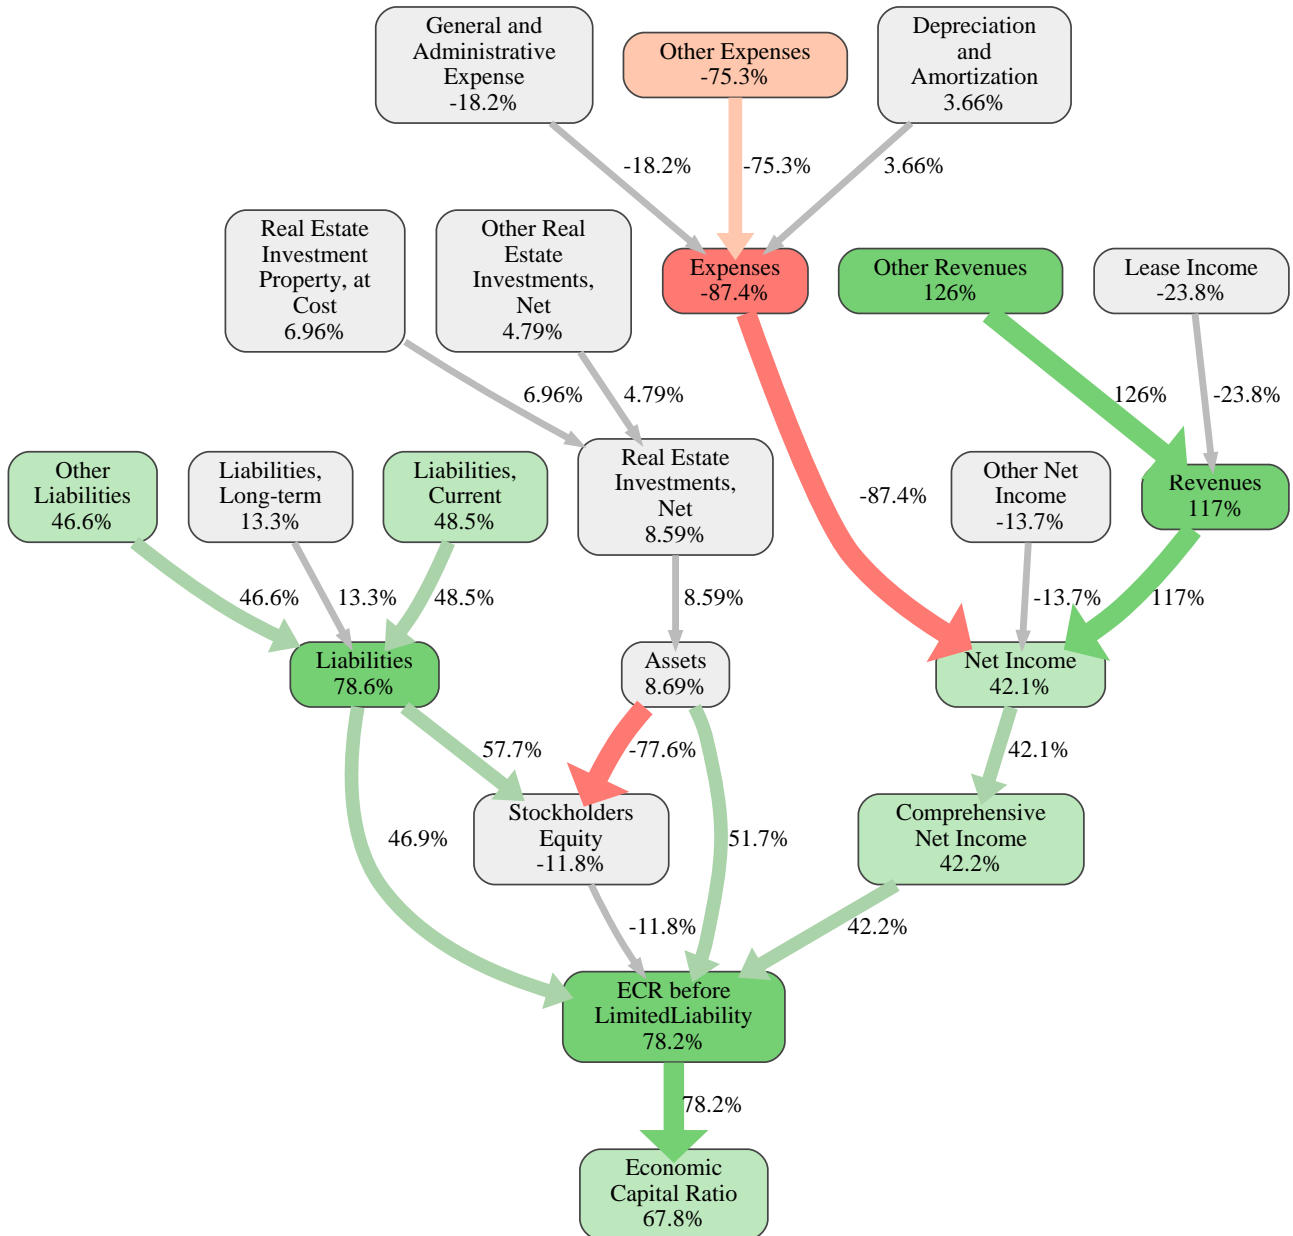 General and
Administrative
Expense
-18.2%
Other Expenses
-75.3%
Depreciation
and
Amortization
3.66%
-18.2%
-75.3%
3.66%
Real Estate
Investment
Property, at
Cost
6.96%
Other Real
Estate
Investments,
Net
4.79%
Expenses
-87.4%
Other Revenues
126%
Lease Income
-23.8%
6.96%
4.79%
126%
-23.8%
Other
Liabilities
46.6%
Liabilities,
Long-term
13.3%
Liabilities,
Current
48.5%
Real Estate
Investments,
Net
8.59%
-87.4%
Other Net
Income
-13.7%
Revenues
117%
46.6%
13.3%
48.5%
8.59%
-13.7%
117%
Liabilities
78.6%
Assets
8.69%
Net Income
42.1%
57.7%
-77.6%
42.1%
46.9%
Stockholders
Equity
-11.8%
51.7%
Comprehensive
Net Income
42.2%
-11.8%
42.2%
ECR before
LimitedLiability
78.2%
78.2%
Economic
Capital Ratio
67.8%